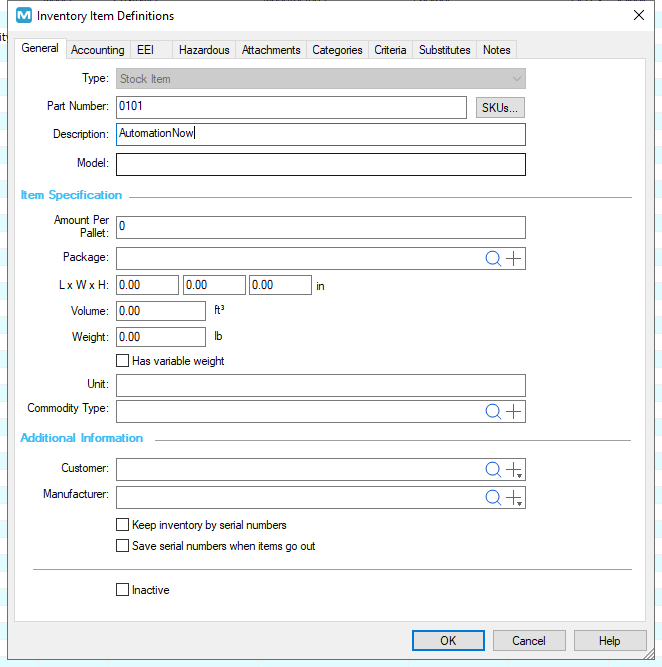 M Inventory Item Definitions
General Accounting EEI Hazardous Attachments Categories Criteria Substitutes Notes
Type: Stock Item
Part Number: 0101 SKUs...
Description: AutomationNow
Model:
Item Specification
Amount Per
Pallet: 0
Package:
L x W x H: 0.00 0.00 0.00 in
Volume: 0.00 ft³
Weight: 0.00 lb
Has variable weight
Unit:
Commodity Type:
Additional Information
Customer:
Manufacturer:
Keep inventory by serial numbers
Save serial numbers when items go out
Inactive
OK Cancel Help